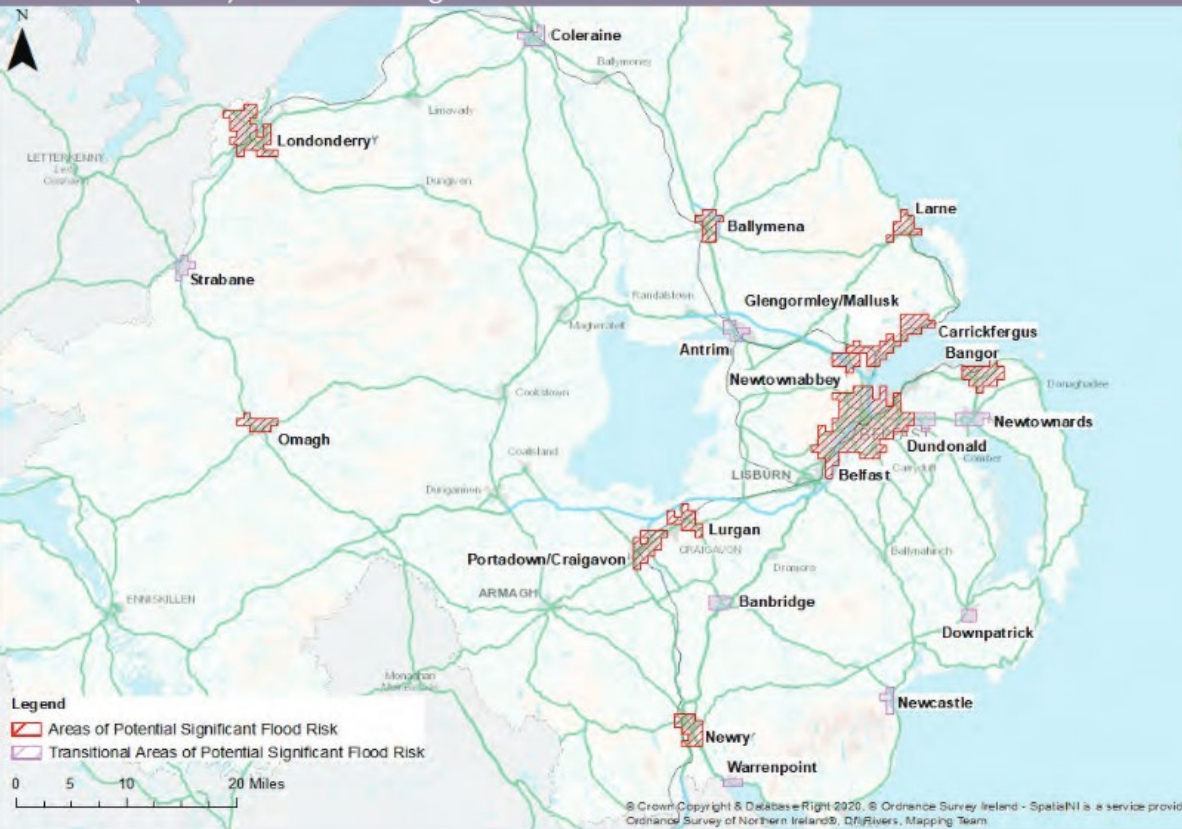 N
Coleraine
Ballymoney
Limavady
Londonderry
LETTERKENNY
Dungiven
Ballymena
Larne
Strabane
Randalstown
Glengormley/Mallusk
Magherafelt
Carrickfergus
Antrim
Bangor
Newtownabbey
Donaghadee
Cookstown
Newtownards
Omagh
Dundonald
BELFAST
Comber
Coalisland
LISBURN
Belfast
Carryduff
Dungannon
Lurgan
Portadown/Craigavon
CRAIGAVON
Ballynahinch
Dromore
ENNISKILLEN
ARMAGH
Banbridge
Downpatrick
Monaghan
Newcastle
Legend
Areas of Potential Significant Flood Risk
Newry
Transitional Areas of Potential Significant Flood Risk
Warrenpoint
0 5 10 20 Miles
© Crown Copyright & Database Right 2020, © Ordnance Survey Ireland - SpatialNI is a service provid
Ordnance Survey of Northern Ireland®, DfI Rivers, Mapping Team